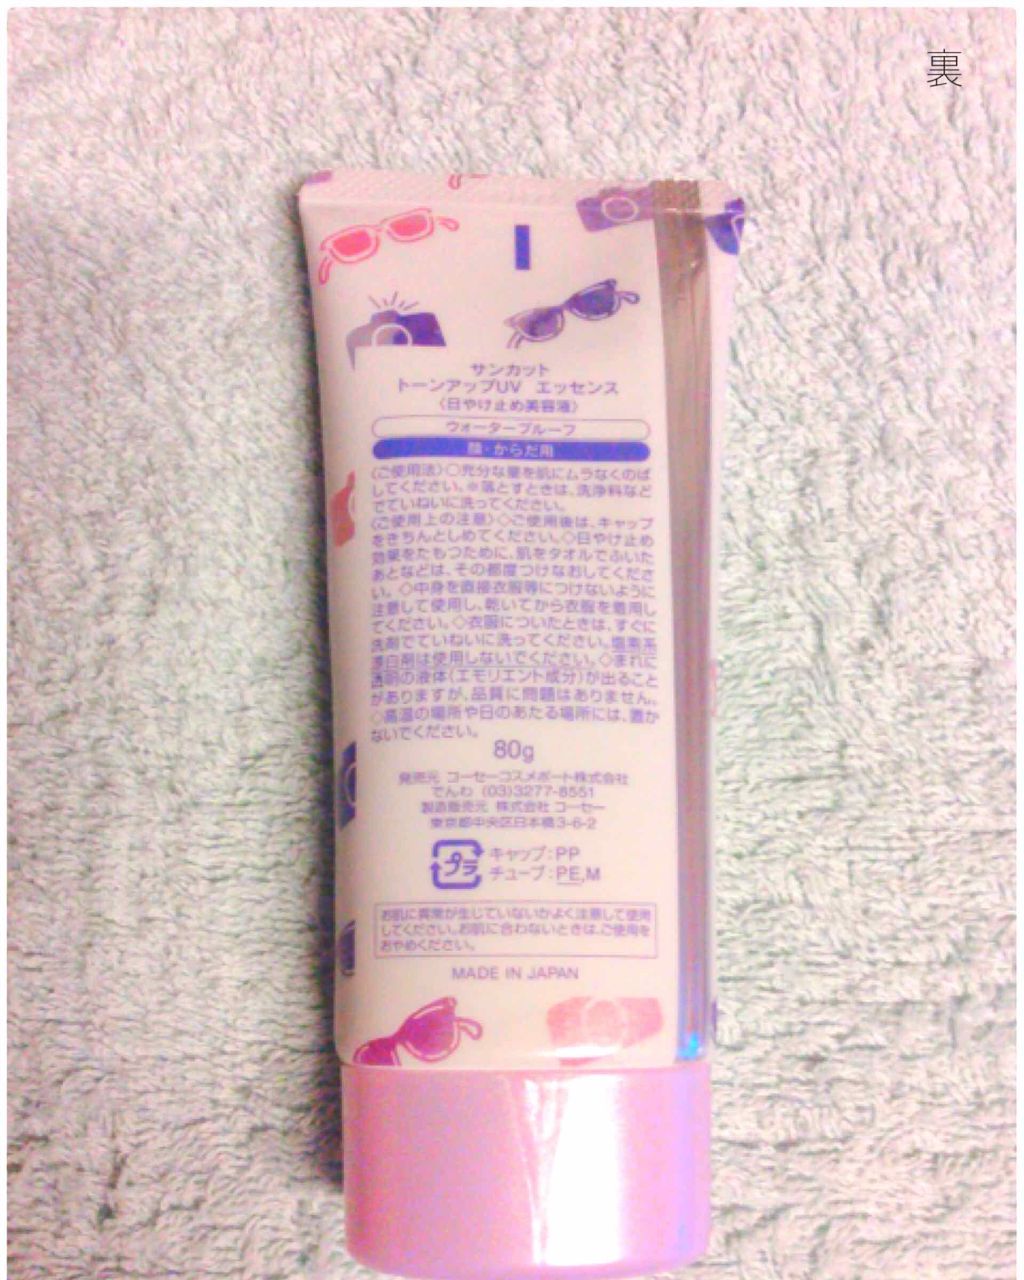 裏
サンカット
トーンアップUV エッセンス
〈日やけ止め美容液〉
ウォータープルーフ
顔・からだ用
〈ご使用法〉○充分な量を肌にムラなくのば
してください。※落とすときは、洗浄料など
でていねいに洗ってください。
〈ご使用上の注意〉◇ご使用後は、キャップ
をきちんとしめてください。◇日やけ止め
効果をたもつために、肌をタオルでふいた
あとなどは、その都度つけなおしてくださ
い。◇中身を直接衣服等につけないように
注意して使用し、乾いてから衣服を着用し
てください。◇衣服についたときは、すぐに
洗剤でていねいに洗ってください。塩素系
漂白剤は使用しないでください。◇まれに
透明の液体(エモリエント成分)が出ること
がありますが、品質に問題はありません。
◇高温の場所や日のあたる場所には、置か
ないでください。
80g
発売元 コーセーコスメポート株式会社
でんわ (03)3277-8551
製造販売元 株式会社 コーセー
東京都中央区日本橋3-6-2
プラ
キャップ:PP
チューブ:PE,M
お肌に異常が生じていないかよく注意して使用
してください。お肌に合わないときは、ご使用を
おやめください。
MADE IN JAPAN